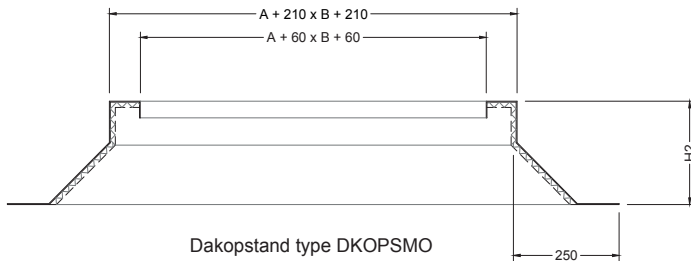 A + 210 x B + 210
A + 60 x B + 60
H2
Dakopstand type DKOPSMO
250